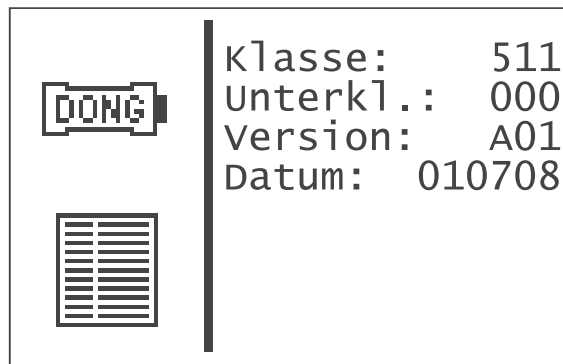 DONG
Klasse: 511
Unterkl.: 000
Version: A01
Datum: 010708